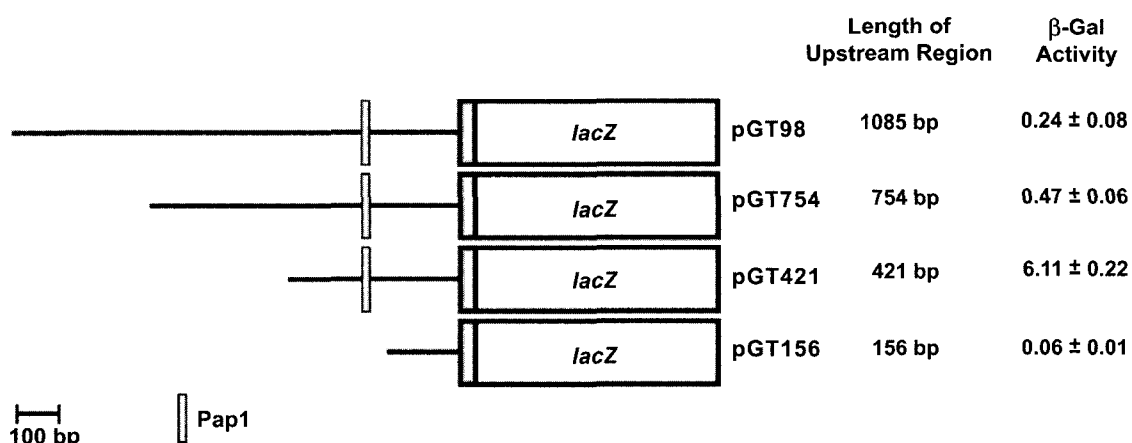 Length of Upstream Region
β-Gal Activity
lacZ pGT98 1085 bp 0.24 ± 0.08
lacZ pGT754 754 bp 0.47 ± 0.06
lacZ pGT421 421 bp 6.11 ± 0.22
lacZ pGT156 156 bp 0.06 ± 0.01
100 bp
Pap1